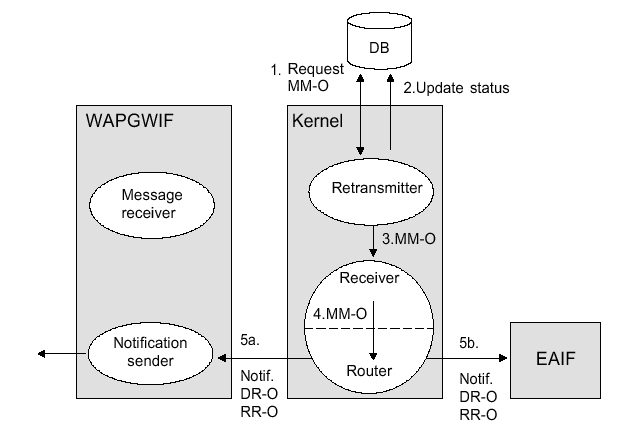 DB
1. Request
MM-O
2.Update status
WAPGWIF
Kernel
Message
receiver
Retransmitter
3.MM-O
Receiver
4.MM-O
Router
Notification
sender
5a.
Notif.
DR-O
RR-O
5b.
Notif.
DR-O
RR-O
EAIF